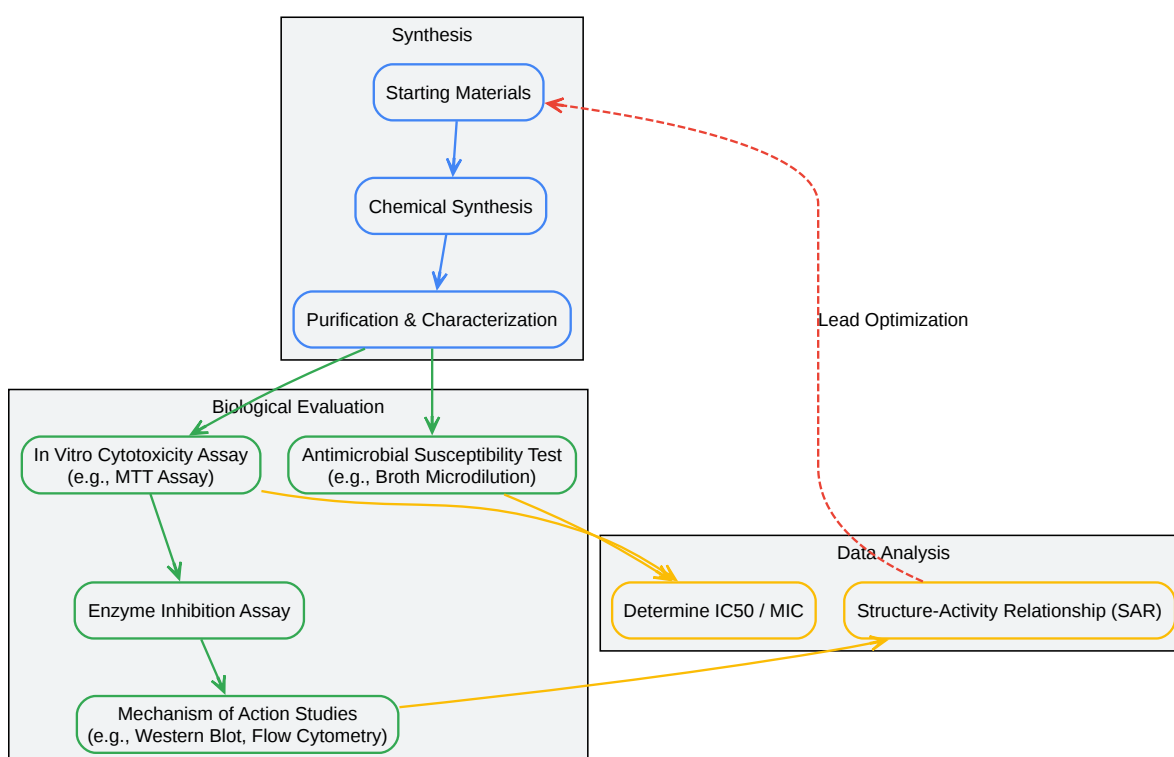 Synthesis
Starting Materials
Chemical Synthesis
Purification & Characterization
Lead Optimization
Biological Evaluation
In Vitro Cytotoxicity Assay
(e.g., MTT Assay)
Antimicrobial Susceptibility Test
(e.g., Broth Microdilution)
Enzyme Inhibition Assay
Mechanism of Action Studies
(e.g., Western Blot, Flow Cytometry)
Data Analysis
Determine IC50 / MIC
Structure-Activity Relationship (SAR)